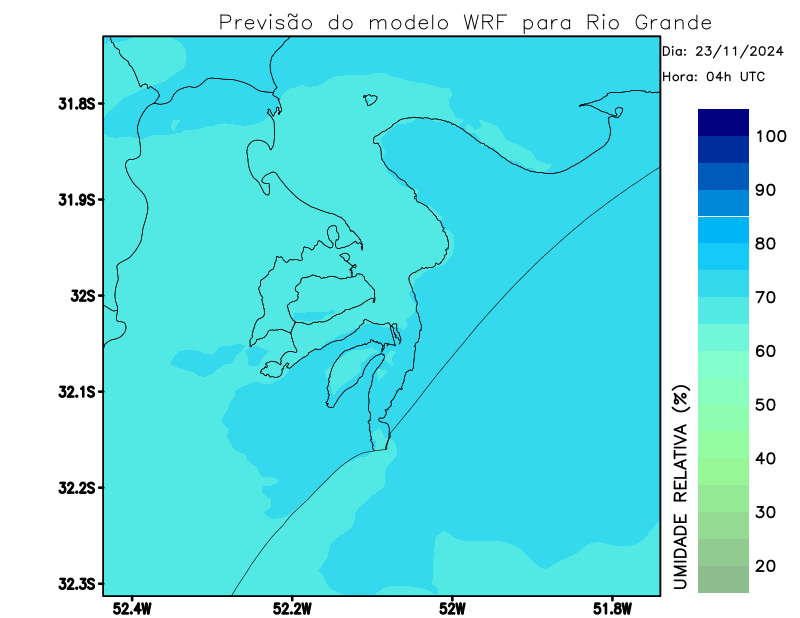 Previsão do modelo WRF para Rio Grande
Dia: 23/11/2024
Hora: 04h UTC
31.8S
31.9S
32S
32.1S
32.2S
32.3S
52.4W
52.2W
52W
51.8W
100
90
80
70
60
50
40
30
20
UMIDADE RELATIVA (%)